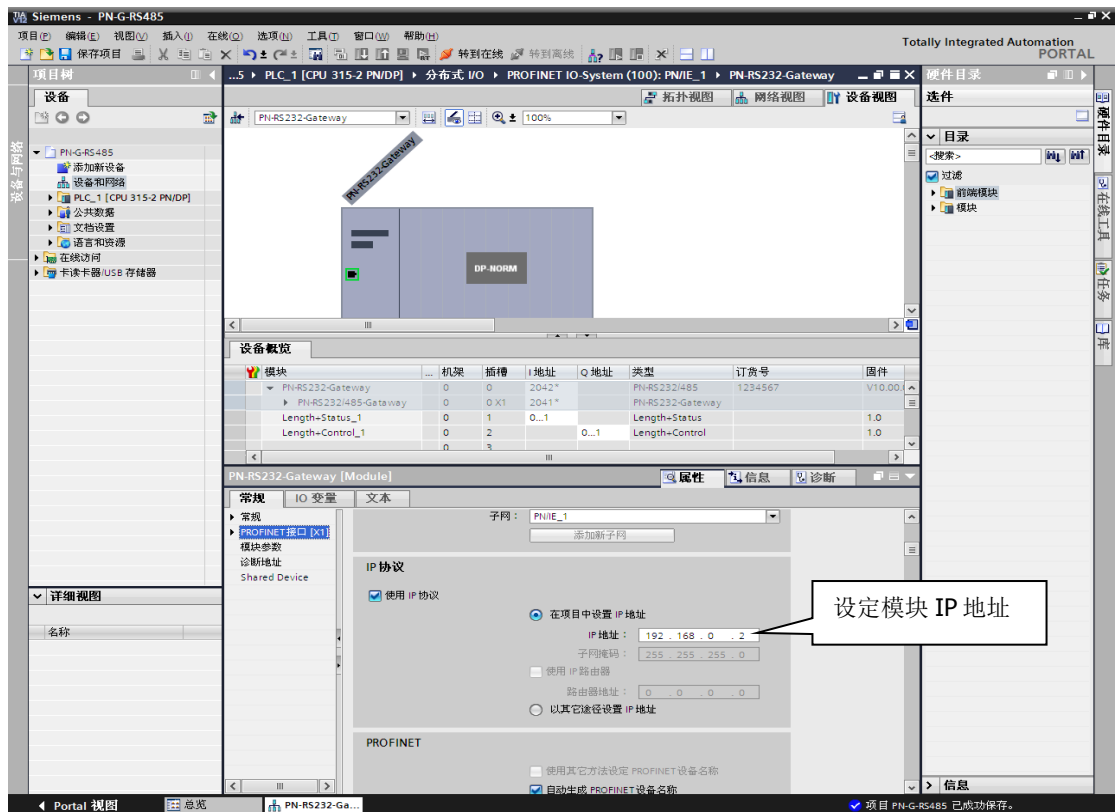 Siemens - PN-G-RS485
项目(P) 编辑(E) 视图(V) 插入(I) 在线(O) 选项(N) 工具(T) 窗口(W) 帮助(H)
Totally Integrated Automation
PORTAL
保存项目 转到在线 转到离线
项目树
设备
PN-G-RS485
添加新设备
设备和网络
PLC_1 [CPU 315-2 PN/DP]
公共数据
文档设置
语言和资源
在线访问
卡读卡器/USB 存储器
设备与网络
详细视图
名称
...5 PLC_1 [CPU 315-2 PN/DP] 分布式 I/O PROFINET IO-System (100): PN/IE_1 PN-RS232-Gateway
拓扑视图 网络视图 设备视图
PN-RS232-Gateway 100%
PN-RS232-Gateway
DP-NORM
设备概览
模块 ... 机架 插槽 I 地址 Q 地址 类型 订货号 固件
PN-RS232-Gateway 0 0 2042* PN-RS232/485 1234567 V10.00.
PN-RS232/485-Gataway 0 0 X1 2041* PN-RS232-Gateway
Length+Status_1 0 1 0...1 Length+Status 1.0
Length+Control_1 0 2 0...1 Length+Control 1.0
0 3
PN-RS232-Gateway [Module]
属性 信息 诊断
常规 IO 变量 文本
常规
PROFINET接口 [X1]
模块参数
诊断地址
Shared Device
子网: PN/IE_1
添加新子网
IP 协议
使用 IP 协议
在项目中设置 IP 地址
IP 地址: 192 . 168 . 0 . 2
子网掩码: 255 . 255 . 255 . 0
使用 IP 路由器
路由器地址: 0 . 0 . 0 . 0
以其它途径设置 IP 地址
PROFINET
使用其它方法设定 PROFINET 设备名称
自动生成 PROFINET 设备名称
设定模块 IP 地址
硬件目录
选件
目录
<搜索>
过滤
前端模块
模块
信息
硬件目录
在线工具
任务
库
Portal 视图 总览 PN-RS232-Ga...
项目 PN-G-RS485 已成功保存。